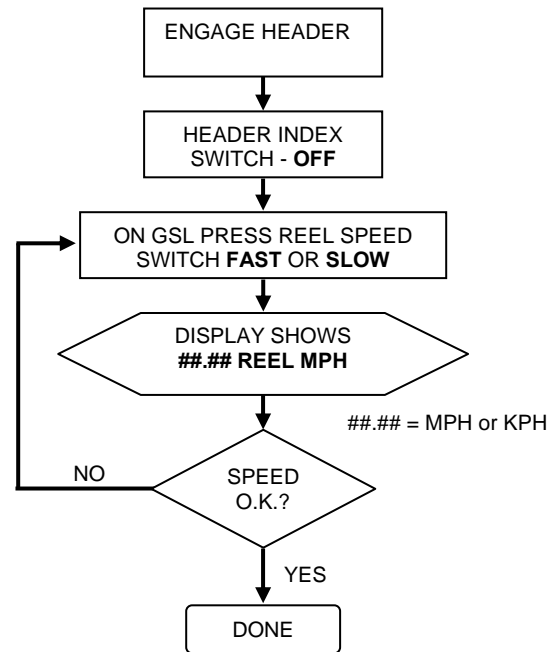 ENGAGE HEADER
HEADER INDEX
SWITCH - OFF
ON GSL PRESS REEL SPEED
SWITCH FAST OR SLOW
DISPLAY SHOWS
##.## REEL MPH
##.## = MPH or KPH
NO
SPEED
O.K.?
YES
DONE